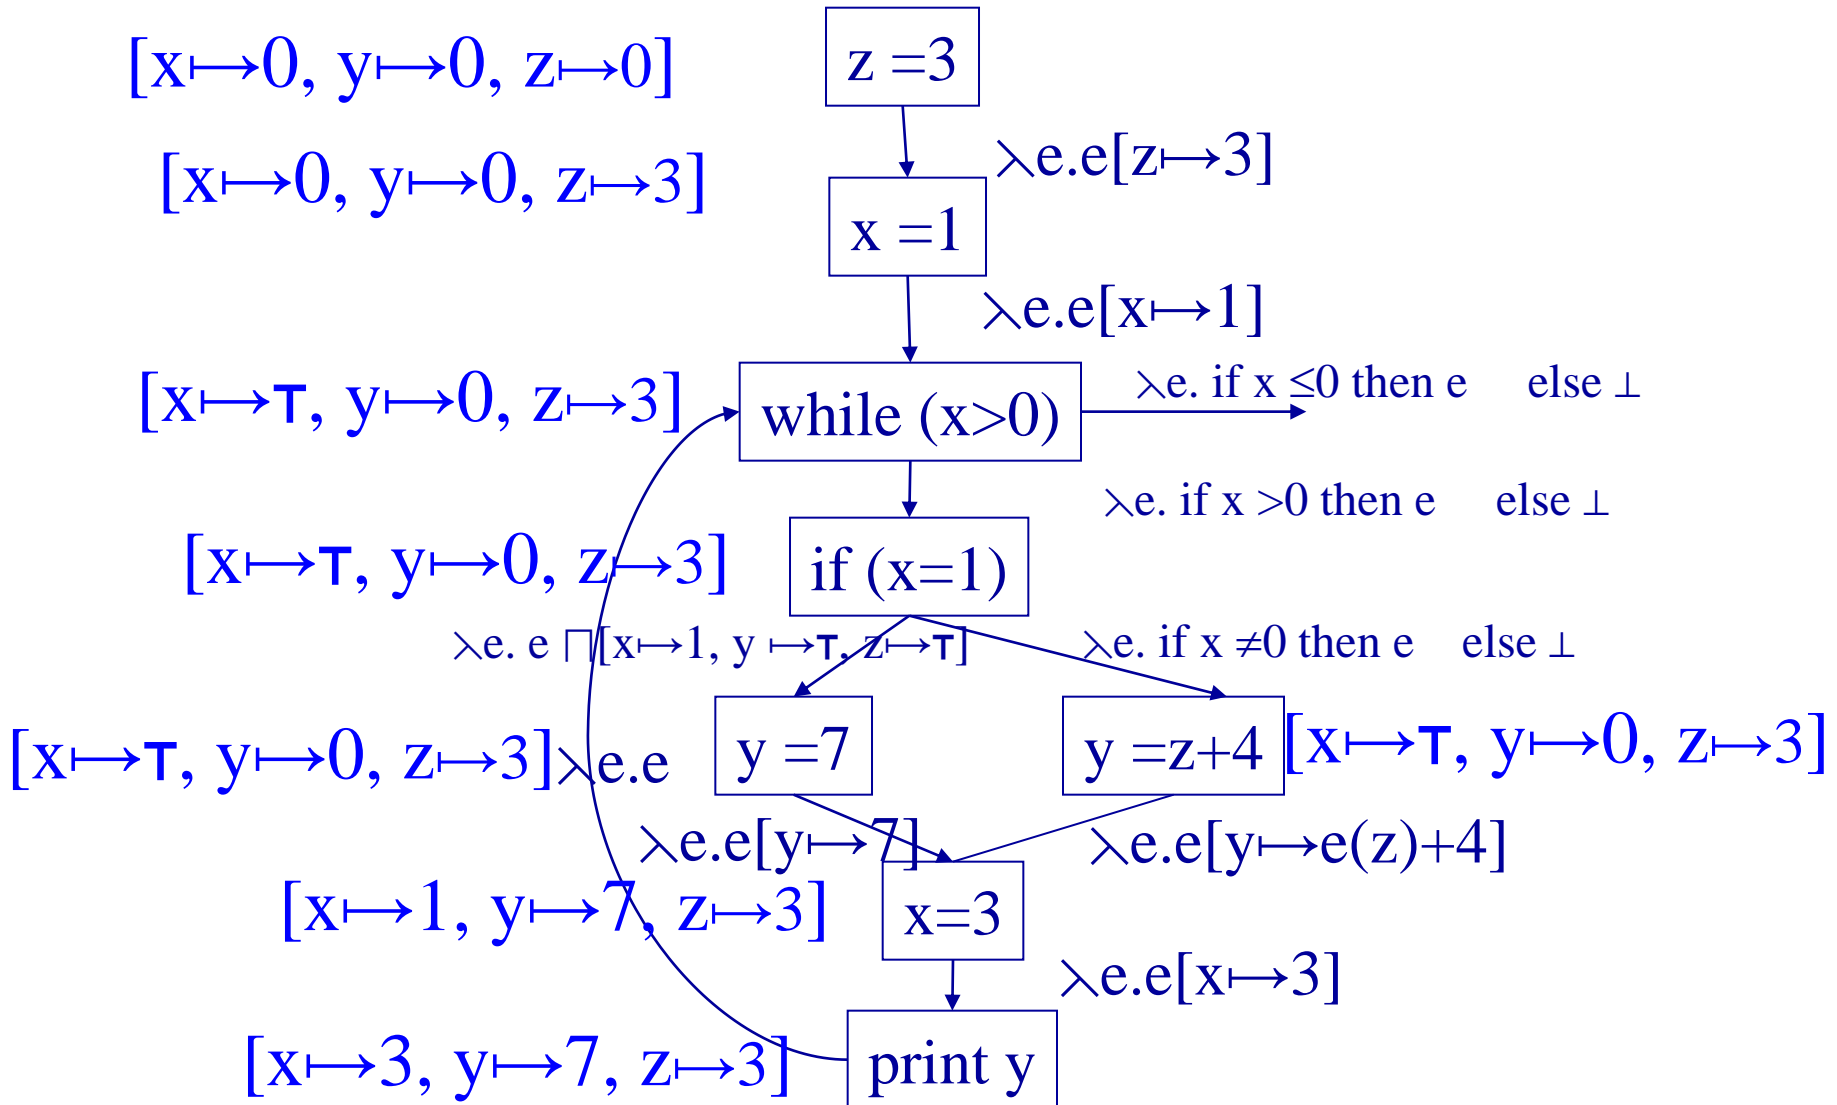 [x↦0, y↦0, z↦0]
z =3
λe.e[z↦3]
[x↦0, y↦0, z↦3]
x =1
λe.e[x↦1]
[x↦⊤, y↦0, z↦3]
while (x>0)
λe. if x ≤0 then e else ⊥
λe. if x >0 then e else ⊥
[x↦⊤, y↦0, z↦3]
if (x=1)
λe. e ⊓[x↦1, y ↦⊤, z↦⊤]
λe. if x ≠0 then e else ⊥
[x↦⊤, y↦0, z↦3]
λe.e
y =7
y =z+4
[x↦⊤, y↦0, z↦3]
λe.e[y↦7]
λe.e[y↦e(z)+4]
[x↦1, y↦7, z↦3]
x=3
λe.e[x↦3]
[x↦3, y↦7, z↦3]
print y